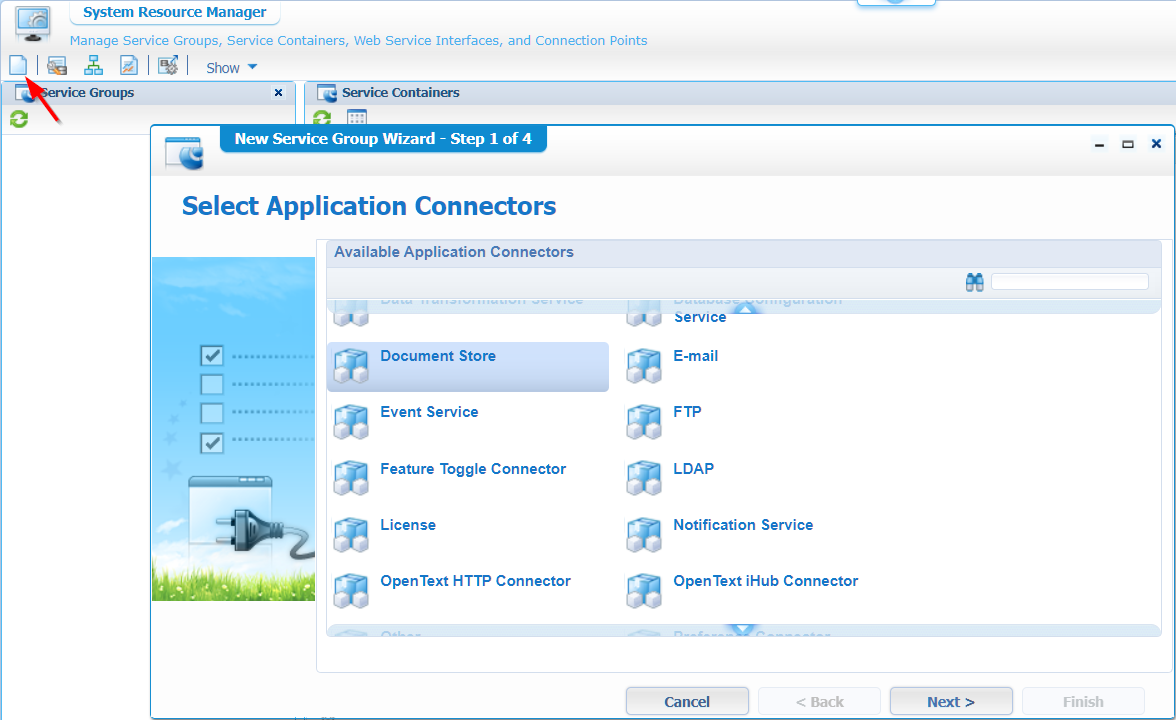 System Resource Manager
Manage Service Groups, Service Containers, Web Service Interfaces, and Connection Points
Show
Service Groups
Service Containers
New Service Group Wizard - Step 1 of 4
Select Application Connectors
Available Application Connectors
Data Transformation Service
Database Configuration
Service
Document Store
E-mail
Event Service
FTP
Feature Toggle Connector
LDAP
License
Notification Service
OpenText HTTP Connector
OpenText iHub Connector
Other
Preference Connector
Cancel
< Back
Next >
Finish